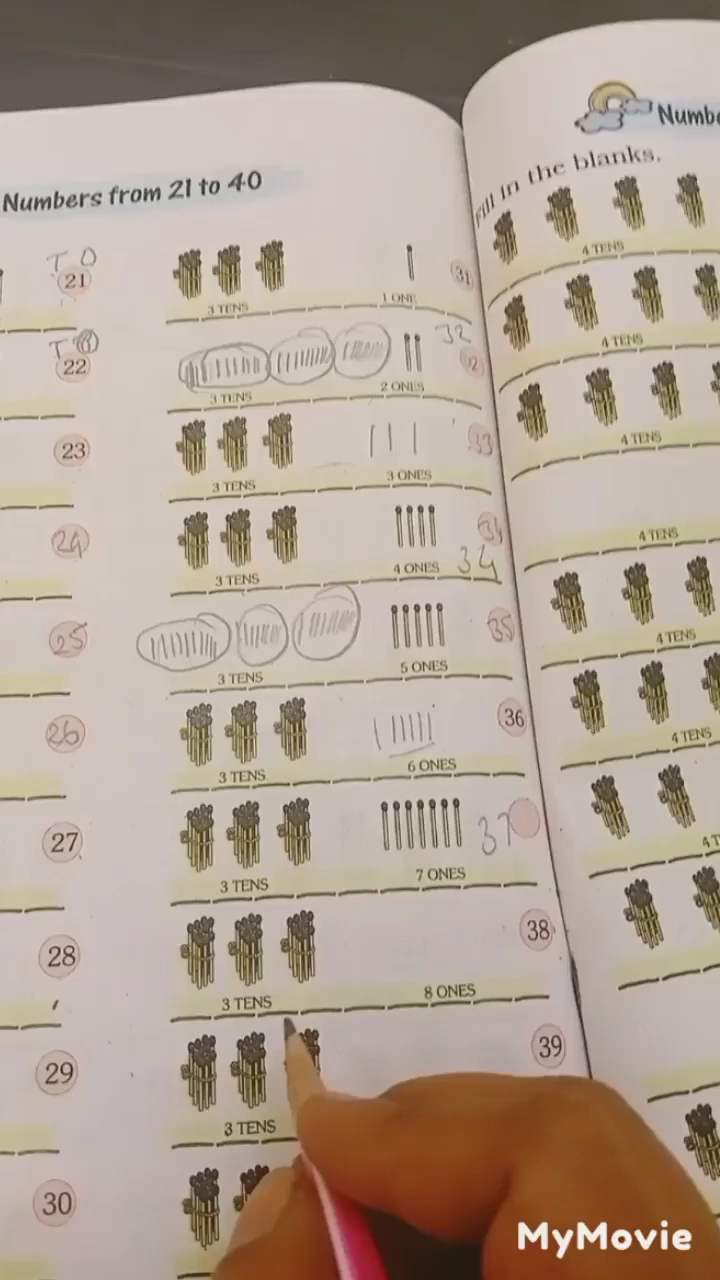 Numbers from 21 to 40
T O
21
T O
22
23
24
25
26
27
28
29
30
3 TENS 1 ONE 31
3 TENS 2 ONES 32
3 TENS 3 ONES 33
3 TENS 4 ONES 34
34
3 TENS 5 ONES 35
3 TENS 6 ONES 36
3 TENS 7 ONES 37
3 TENS 8 ONES 38
3 TENS 39
Fill in the blanks.
4 TENS
4 TENS
4 TENS
4 TENS
4 TENS
4 TENS
MyMovie